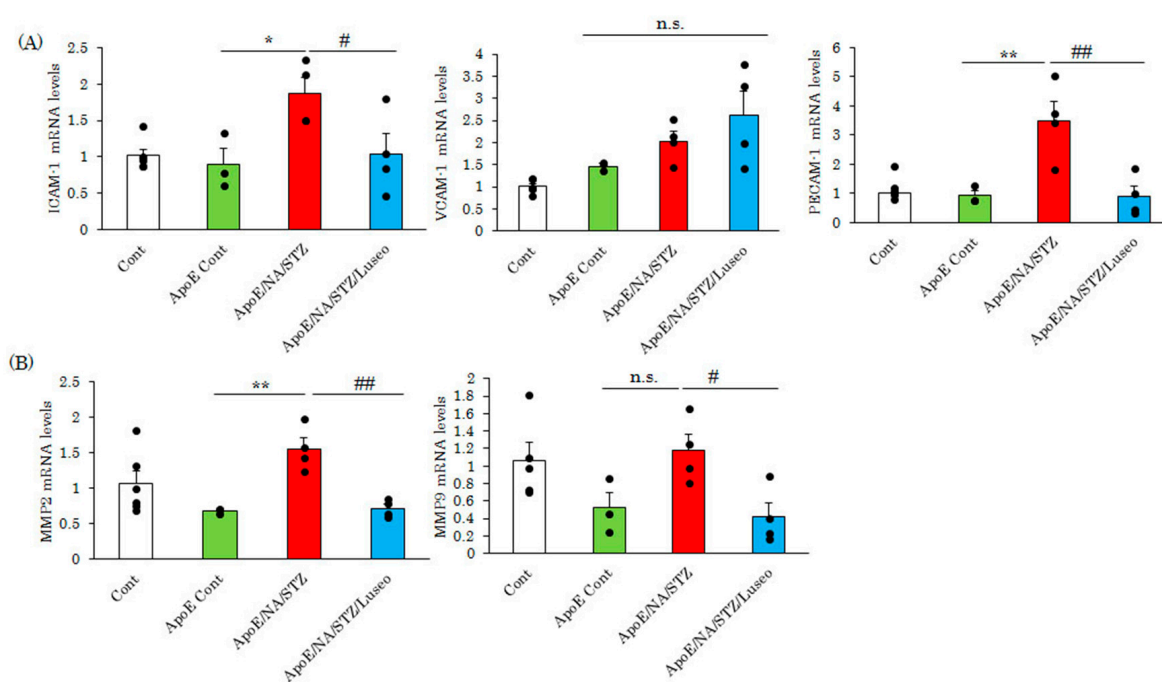 (A)
ICAM-1 mRNA levels
2.5
2
1.5
1
0.5
0
*
#
Cont
ApoE Cont
ApoE/NA/STZ
ApoE/NA/STZ/Luseo
VCAM-1 mRNA levels
4
3.5
3
2.5
2
1.5
1
0.5
0
n.s.
Cont
ApoE Cont
ApoE/NA/STZ
ApoE/NA/STZ/Luseo
PECAM-1 mRNA levels
6
5
4
3
2
1
0
**
##
Cont
ApoE Cont
ApoE/NA/STZ
ApoE/NA/STZ/Luseo
(B)
MMP2 mRNA levels
2.5
2
1.5
1
0.5
0
**
##
Cont
ApoE Cont
ApoE/NA/STZ
ApoE/NA/STZ/Luseo
MMP9 mRNA levels
2
1.8
1.6
1.4
1.2
1
0.8
0.6
0.4
0.2
0
n.s.
#
Cont
ApoE Cont
ApoE/NA/STZ
ApoE/NA/STZ/Luseo